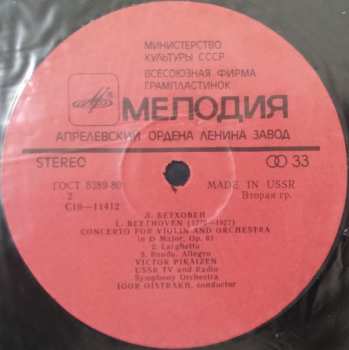 МИНИСТЕРСТВО
КУЛЬТУРЫ СССР
ВСЕСОЮЗНАЯ ФИРМА
ГРАМПЛАСТИНОК
МЕЛОДИЯ
АПРЕЛЕВСКИЙ ОРДЕНА ЛЕНИНА ЗАВОД
STEREO 33
ГОСТ 5289-80 MADE IN USSR
2 Вторая гр.
С10—11412
Л. БЕТХОВЕН
L. BEETHOVEN (1770-1827)
CONCERTO FOR VIOLIN AND ORCHESTRA
in D Major, Op. 61
2. Larghetto
3. Rondo. Allegro
VICTOR PIKAIZEN
USSR TV and Radio
Symphony Orchestra
IGOR OISTRAKH, conductor